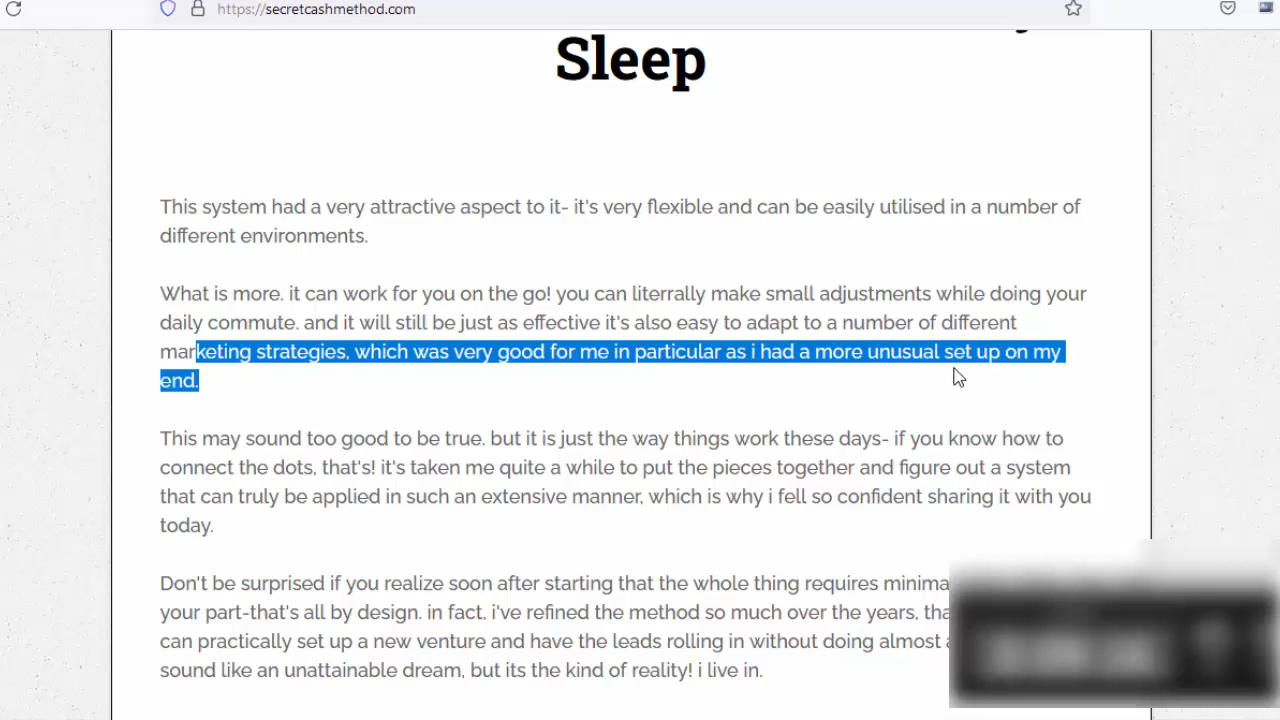 https://secretcashmethod.com
Sleep
This system had a very attractive aspect to it- it's very flexible and can be easily utilised in a number of
different environments.
What is more. it can work for you on the go! you can literrally make small adjustments while doing your
daily commute. and it will still be just as effective it's also easy to adapt to a number of different
marketing strategies, which was very good for me in particular as i had a more unusual set up on my
end.
This may sound too good to be true. but it is just the way things work these days- if you know how to
connect the dots, that's! it's taken me quite a while to put the pieces together and figure out a system
that can truly be applied in such an extensive manner, which is why i fell so confident sharing it with you
today.
Don't be surprised if you realize soon after starting that the whole thing requires
your part-that's all by design. in fact, i've refined the method so much over the years,
can practically set up a new venture and have the leads rolling in without doing almost
sound like an unattainable dream, but its the kind of reality! i live in.